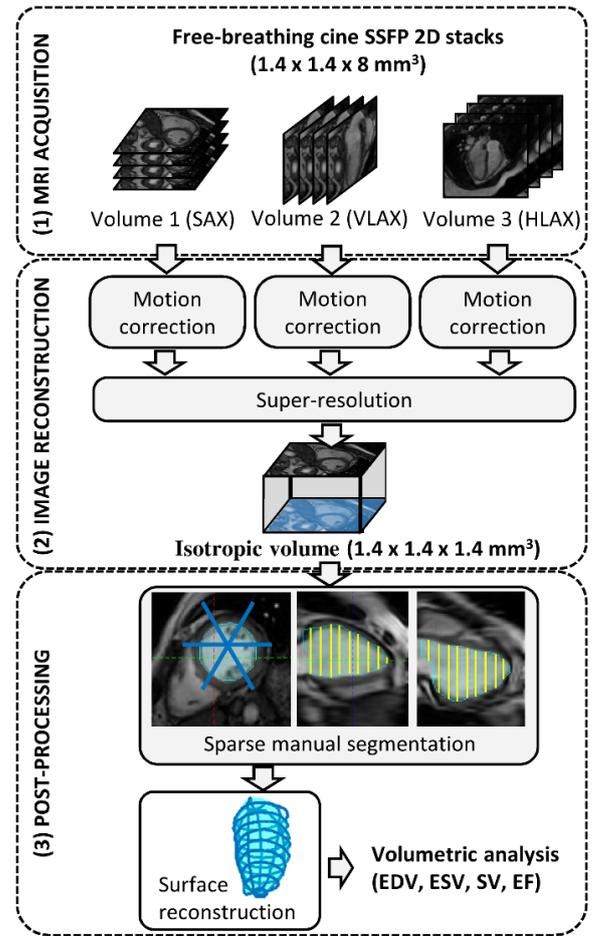 (1) MRI ACQUISITION
Free-breathing cine SSFP 2D stacks
(1.4 x 1.4 x 8 mm³)
Volume 1 (SAX)
Volume 2 (VLAX)
Volume 3 (HLAX)
(2) IMAGE RECONSTRUCTION
Motion
correction
Motion
correction
Motion
correction
Super-resolution
Isotropic volume (1.4 x 1.4 x 1.4 mm³)
(3) POST-PROCESSING
Sparse manual segmentation
Surface
reconstruction
Volumetric analysis
(EDV, ESV, SV, EF)